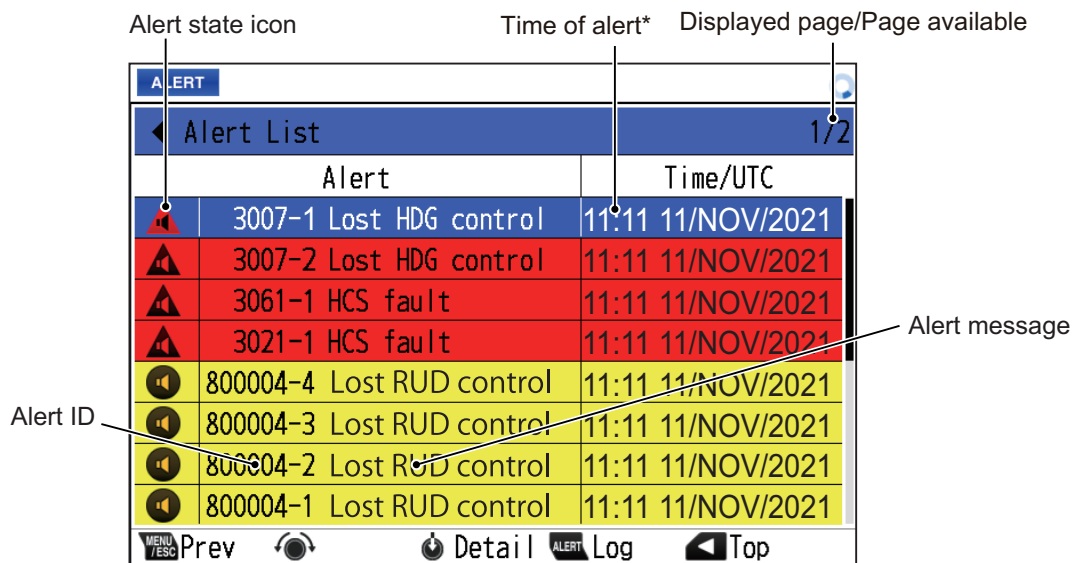 Alert state icon
Time of alert*
Displayed page/Page available
ALERT
Alert List 1/2
Alert Time/UTC
3007-1 Lost HDG control 11:11 11/NOV/2021
3007-2 Lost HDG control 11:11 11/NOV/2021
3061-1 HCS fault 11:11 11/NOV/2021
3021-1 HCS fault 11:11 11/NOV/2021
Alert message
800004-4 Lost RUD control 11:11 11/NOV/2021
Alert ID
800004-3 Lost RUD control 11:11 11/NOV/2021
800004-2 Lost RUD control 11:11 11/NOV/2021
800004-1 Lost RUD control 11:11 11/NOV/2021
MENU/ESC Prev Detail ALERT Log Top